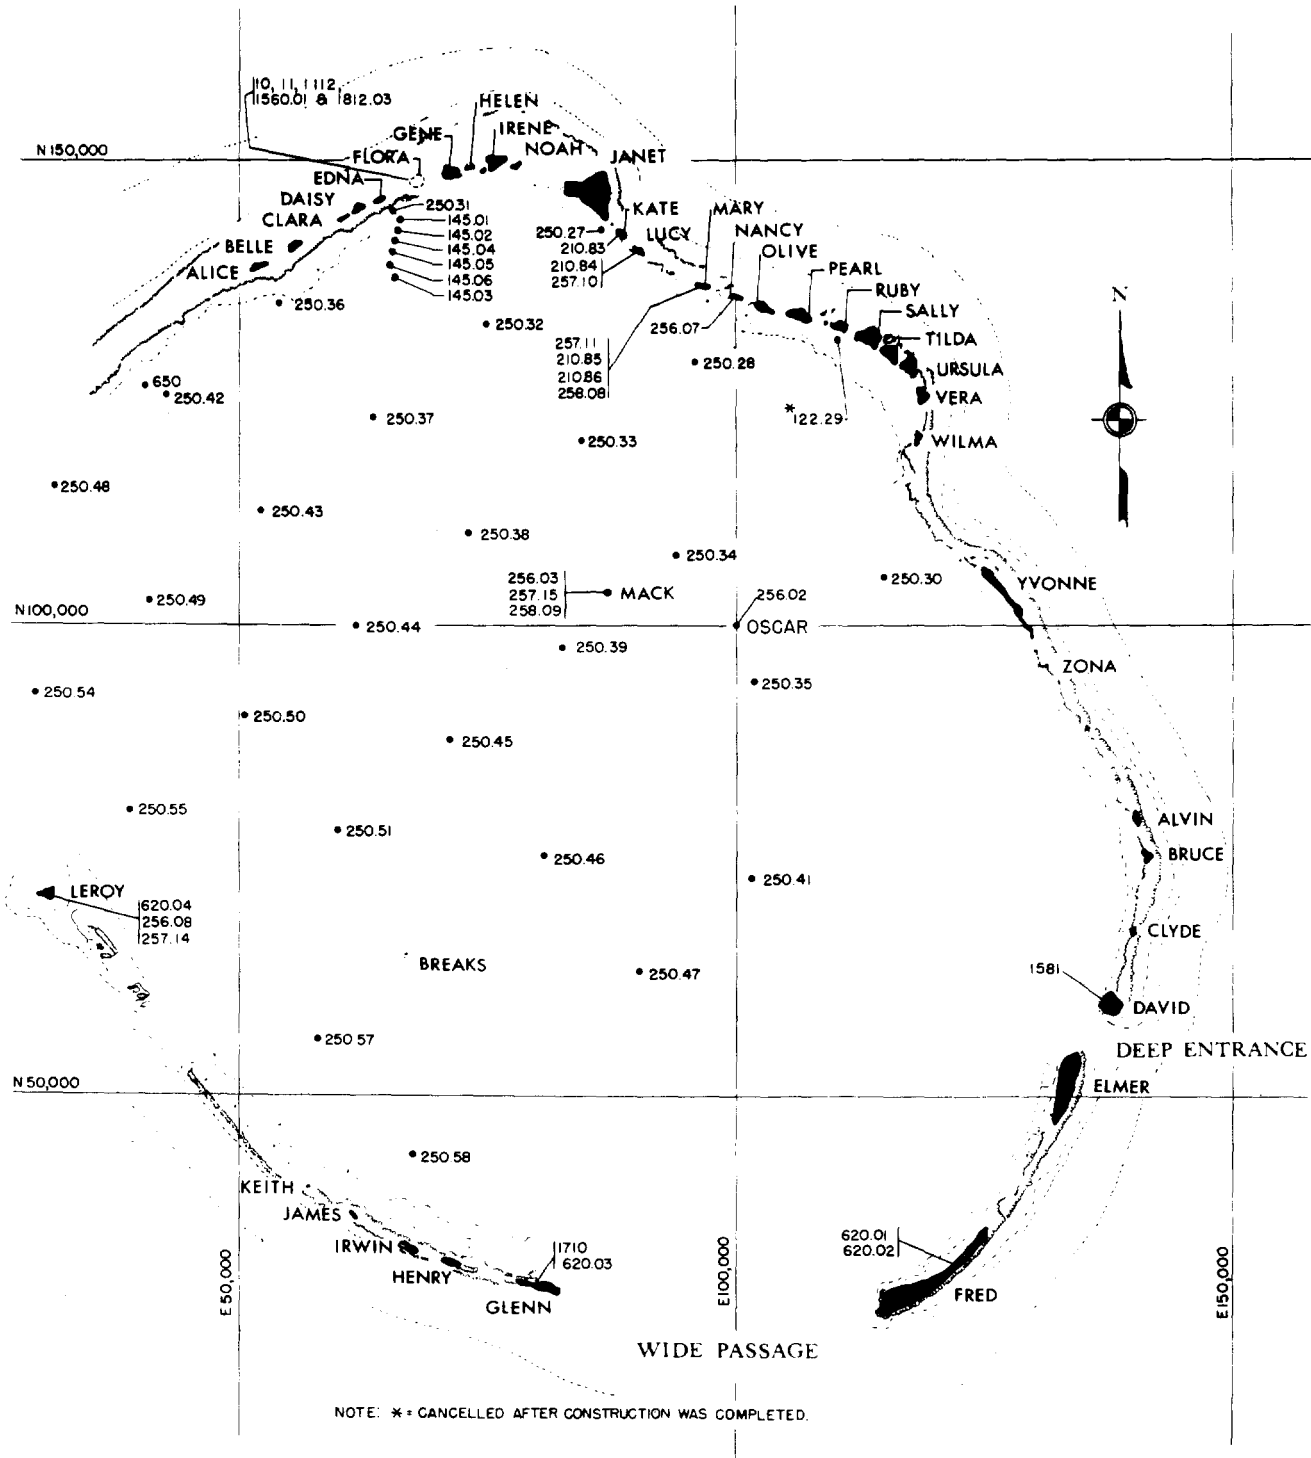 10, 11, 1112,
1560.01 & 812.03
HELEN
GENE
IRENE
NOAH
N 150,000
FLORA
JANET
EDNA
DAISY
CLARA
BELLE
ALICE
250.31
145.01
145.02
145.04
145.05
145.06
145.03
250.27
KATE
210.83
LUCY
210.84
257.10
MARY
NANCY
OLIVE
PEARL
RUBY
SALLY
TILDA
URSULA
VERA
WILMA
N
250.36
250.32
256.07
257.11
210.85
210.86
258.08
250.28
650
250.42
250.37
*122.29
250.33
250.48
250.43
250.38
250.34
250.30
YVONNE
256.03
257.15
258.09
MACK
256.02
250.49
N 100,000
250.44
OSCAR
250.39
ZONA
250.54
250.35
250.50
250.45
250.55
ALVIN
250.51
BRUCE
250.46
250.41
LEROY
620.04
256.08
257.14
CLYDE
BREAKS
250.47
1581
DAVID
250.57
DEEP ENTRANCE
N 50,000
ELMER
250.58
KEITH
JAMES
IRWIN
HENRY
GLENN
1710
620.03
620.01
620.02
FRED
E 50,000
E 100,000
E 150,000
WIDE PASSAGE
NOTE: * = CANCELLED AFTER CONSTRUCTION WAS COMPLETED.